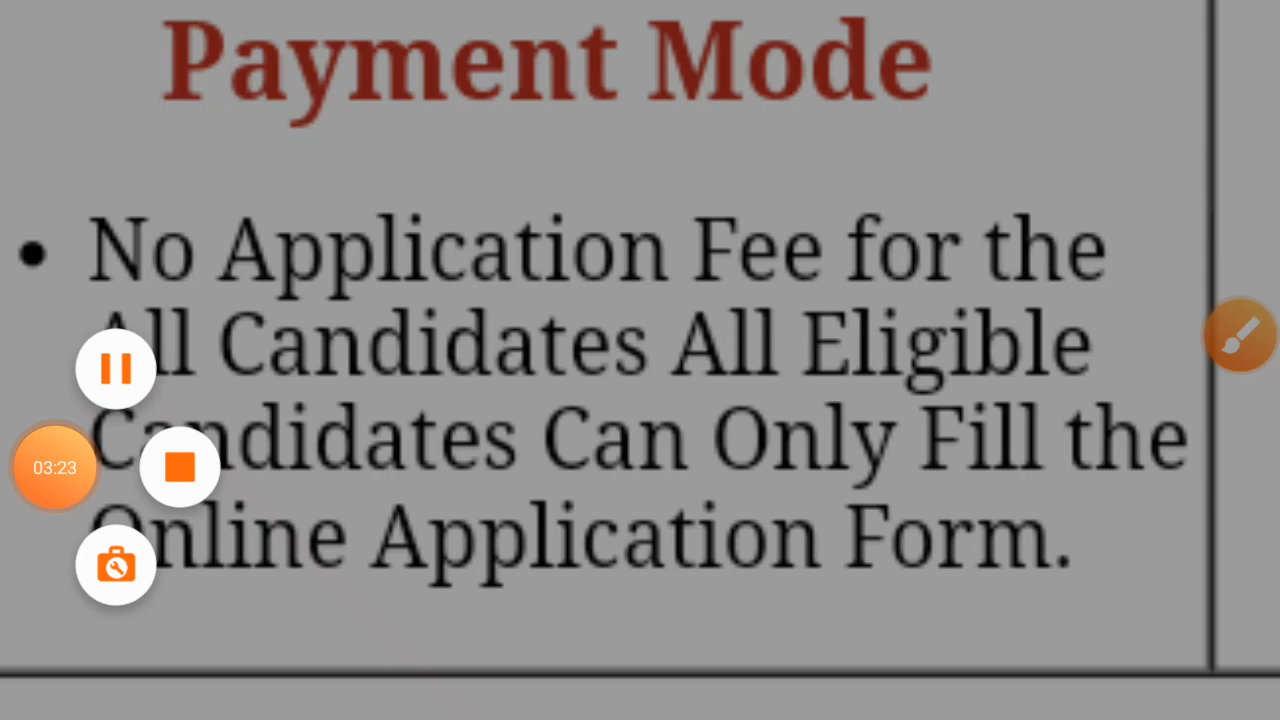 Payment Mode
• No Application Fee for the
All Candidates All Eligible
Candidates Can Only Fill the
Online Application Form.
03:23